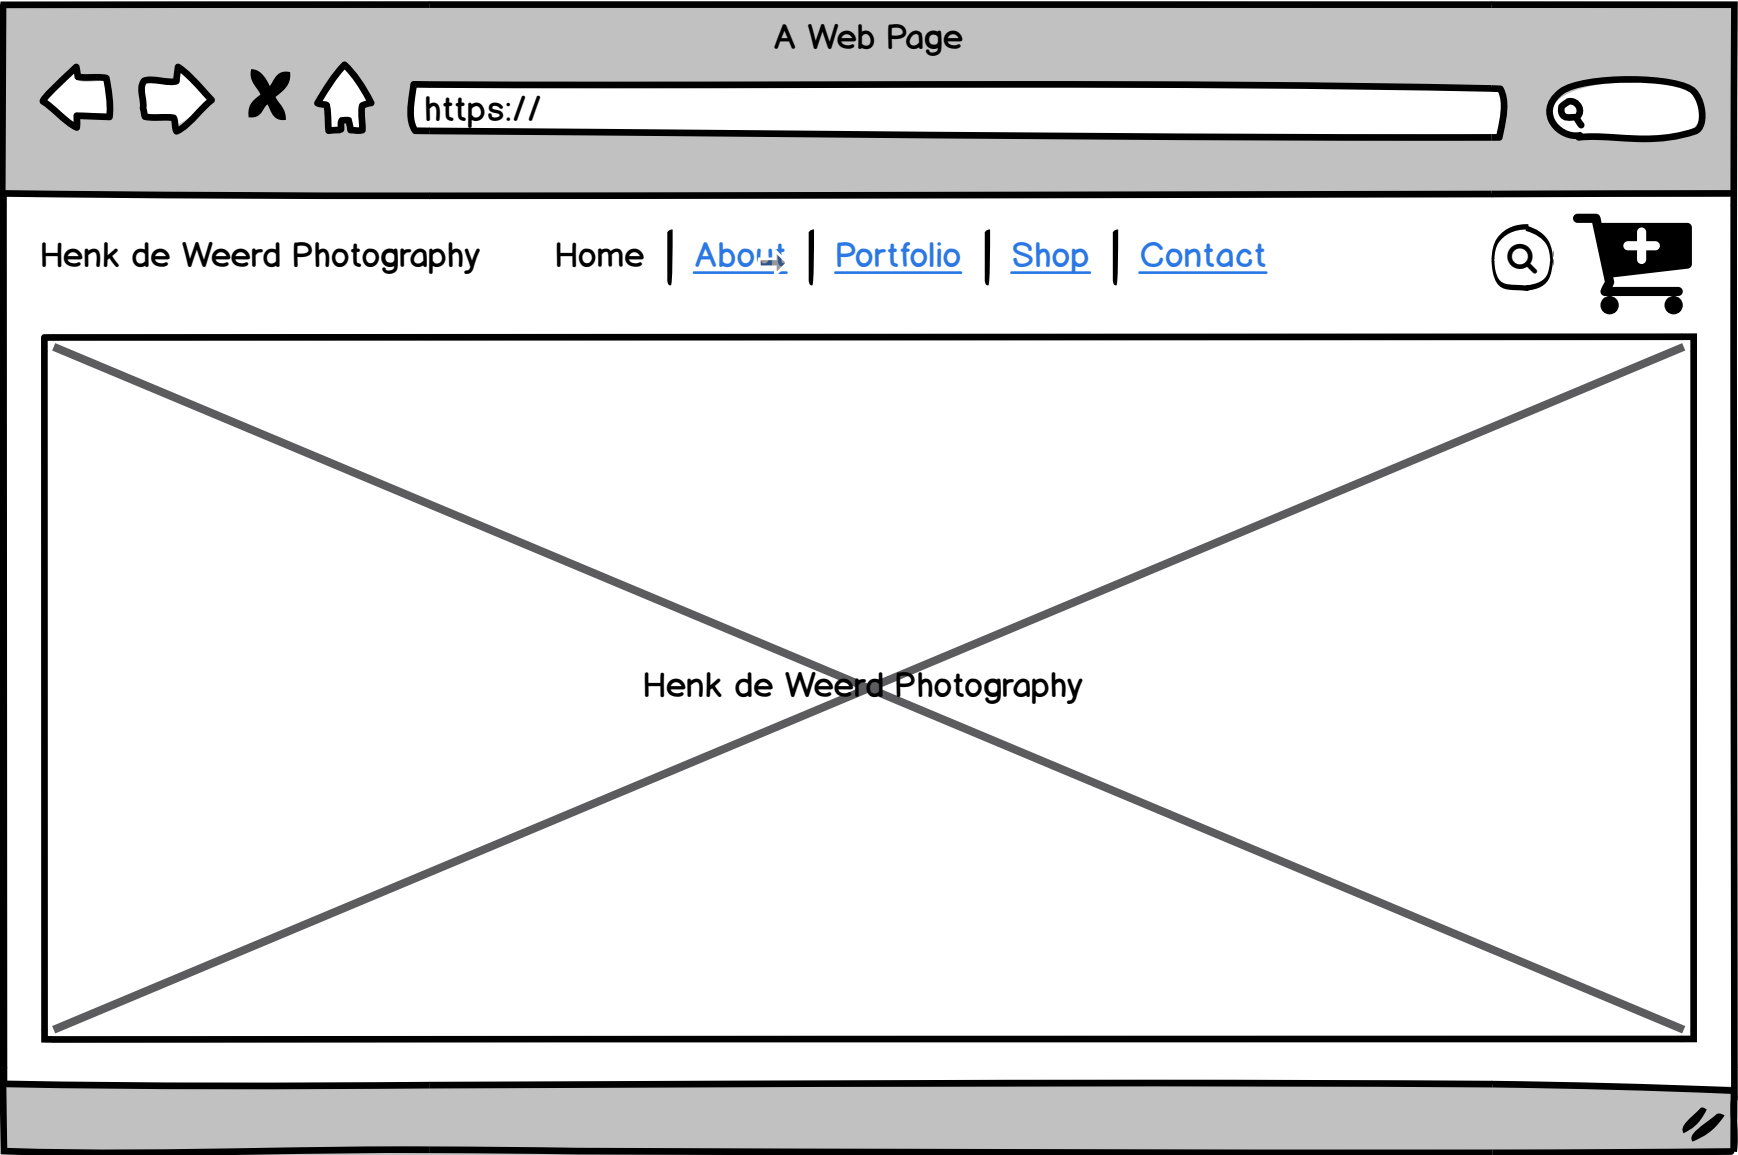 A Web Page
https://
Henk de Weerd Photography Home About Portfolio Shop Contact
Henk de Weerd Photography